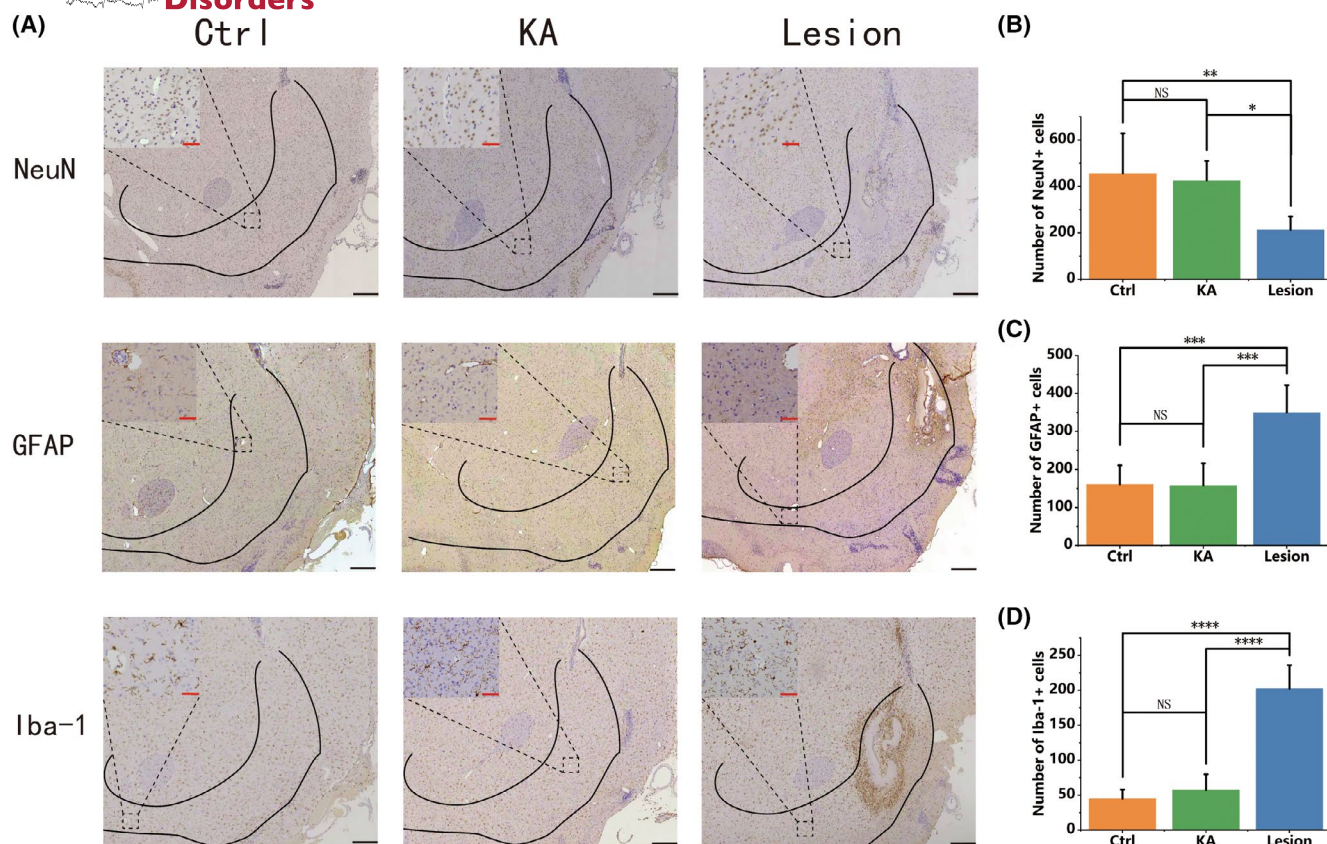 Disorders
(A)
Ctrl KA Lesion
NeuN
GFAP
Iba-1
(B)
**
NS
*
Number of NeuN+ cells
600
400
200
0
Ctrl KA Lesion
(C)
***
***
NS
Number of GFAP+ cells
500
400
300
200
100
0
Ctrl KA Lesion
(D)
****
****
NS
Number of Iba-1+ cells
250
200
150
100
50
0
Ctrl KA Lesion